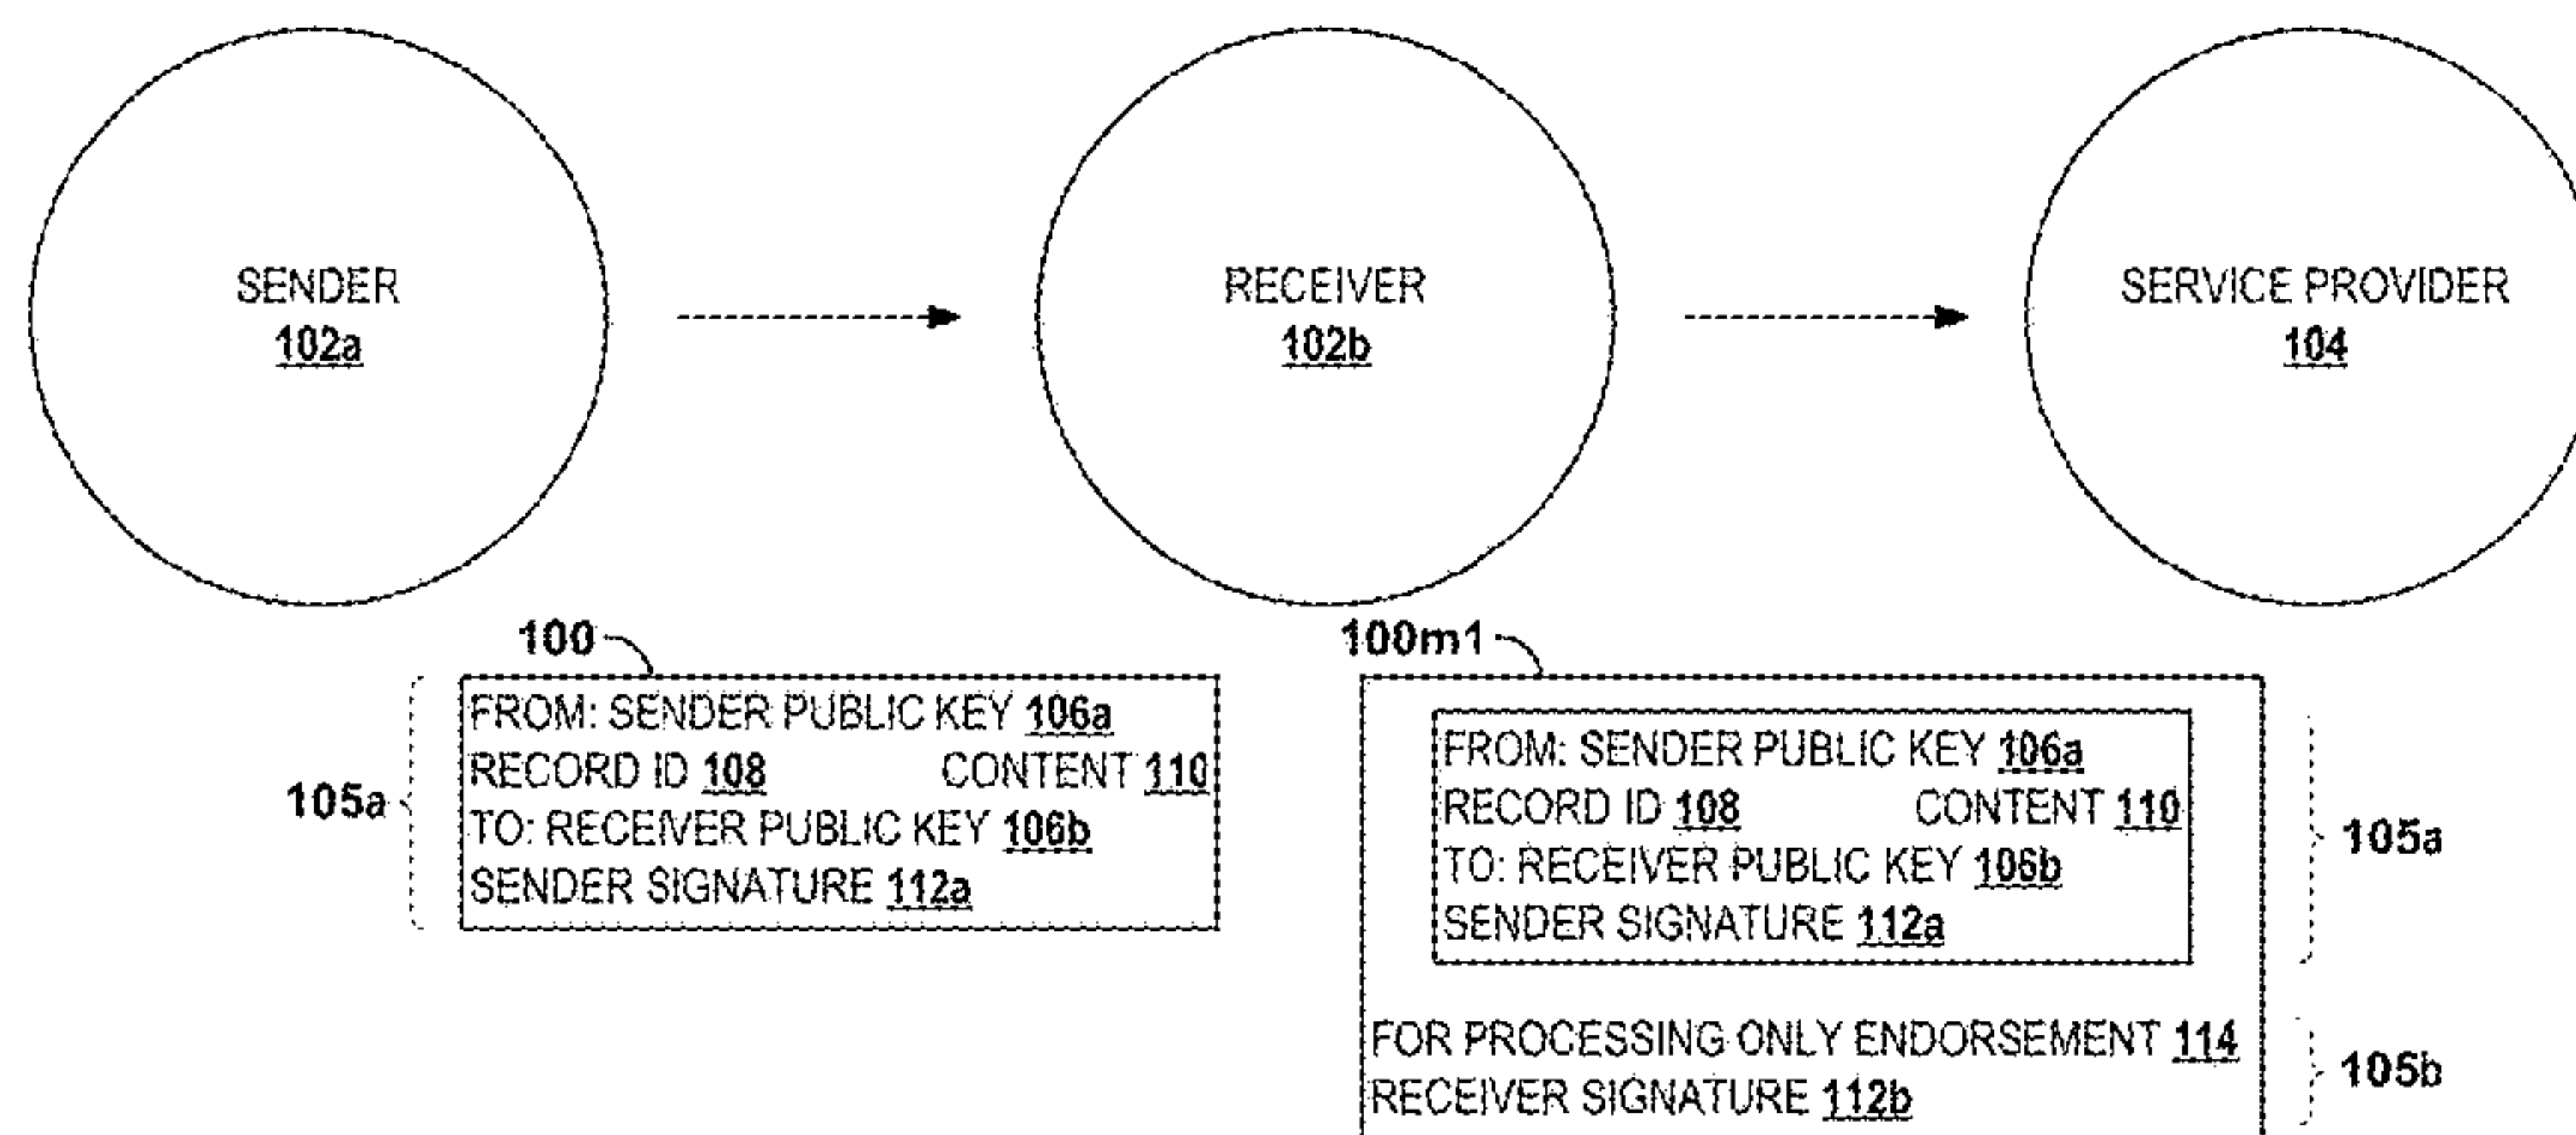 SENDER
102a
RECEIVER
102b
SERVICE PROVIDER
104
100
105a
FROM: SENDER PUBLIC KEY 106a
RECORD ID 108 CONTENT 110
TO: RECEIVER PUBLIC KEY 106b
SENDER SIGNATURE 112a
100m1
FROM: SENDER PUBLIC KEY 106a
RECORD ID 108 CONTENT 110
TO: RECEIVER PUBLIC KEY 106b
SENDER SIGNATURE 112a
105a
FOR PROCESSING ONLY ENDORSEMENT 114
RECEIVER SIGNATURE 112b
105b